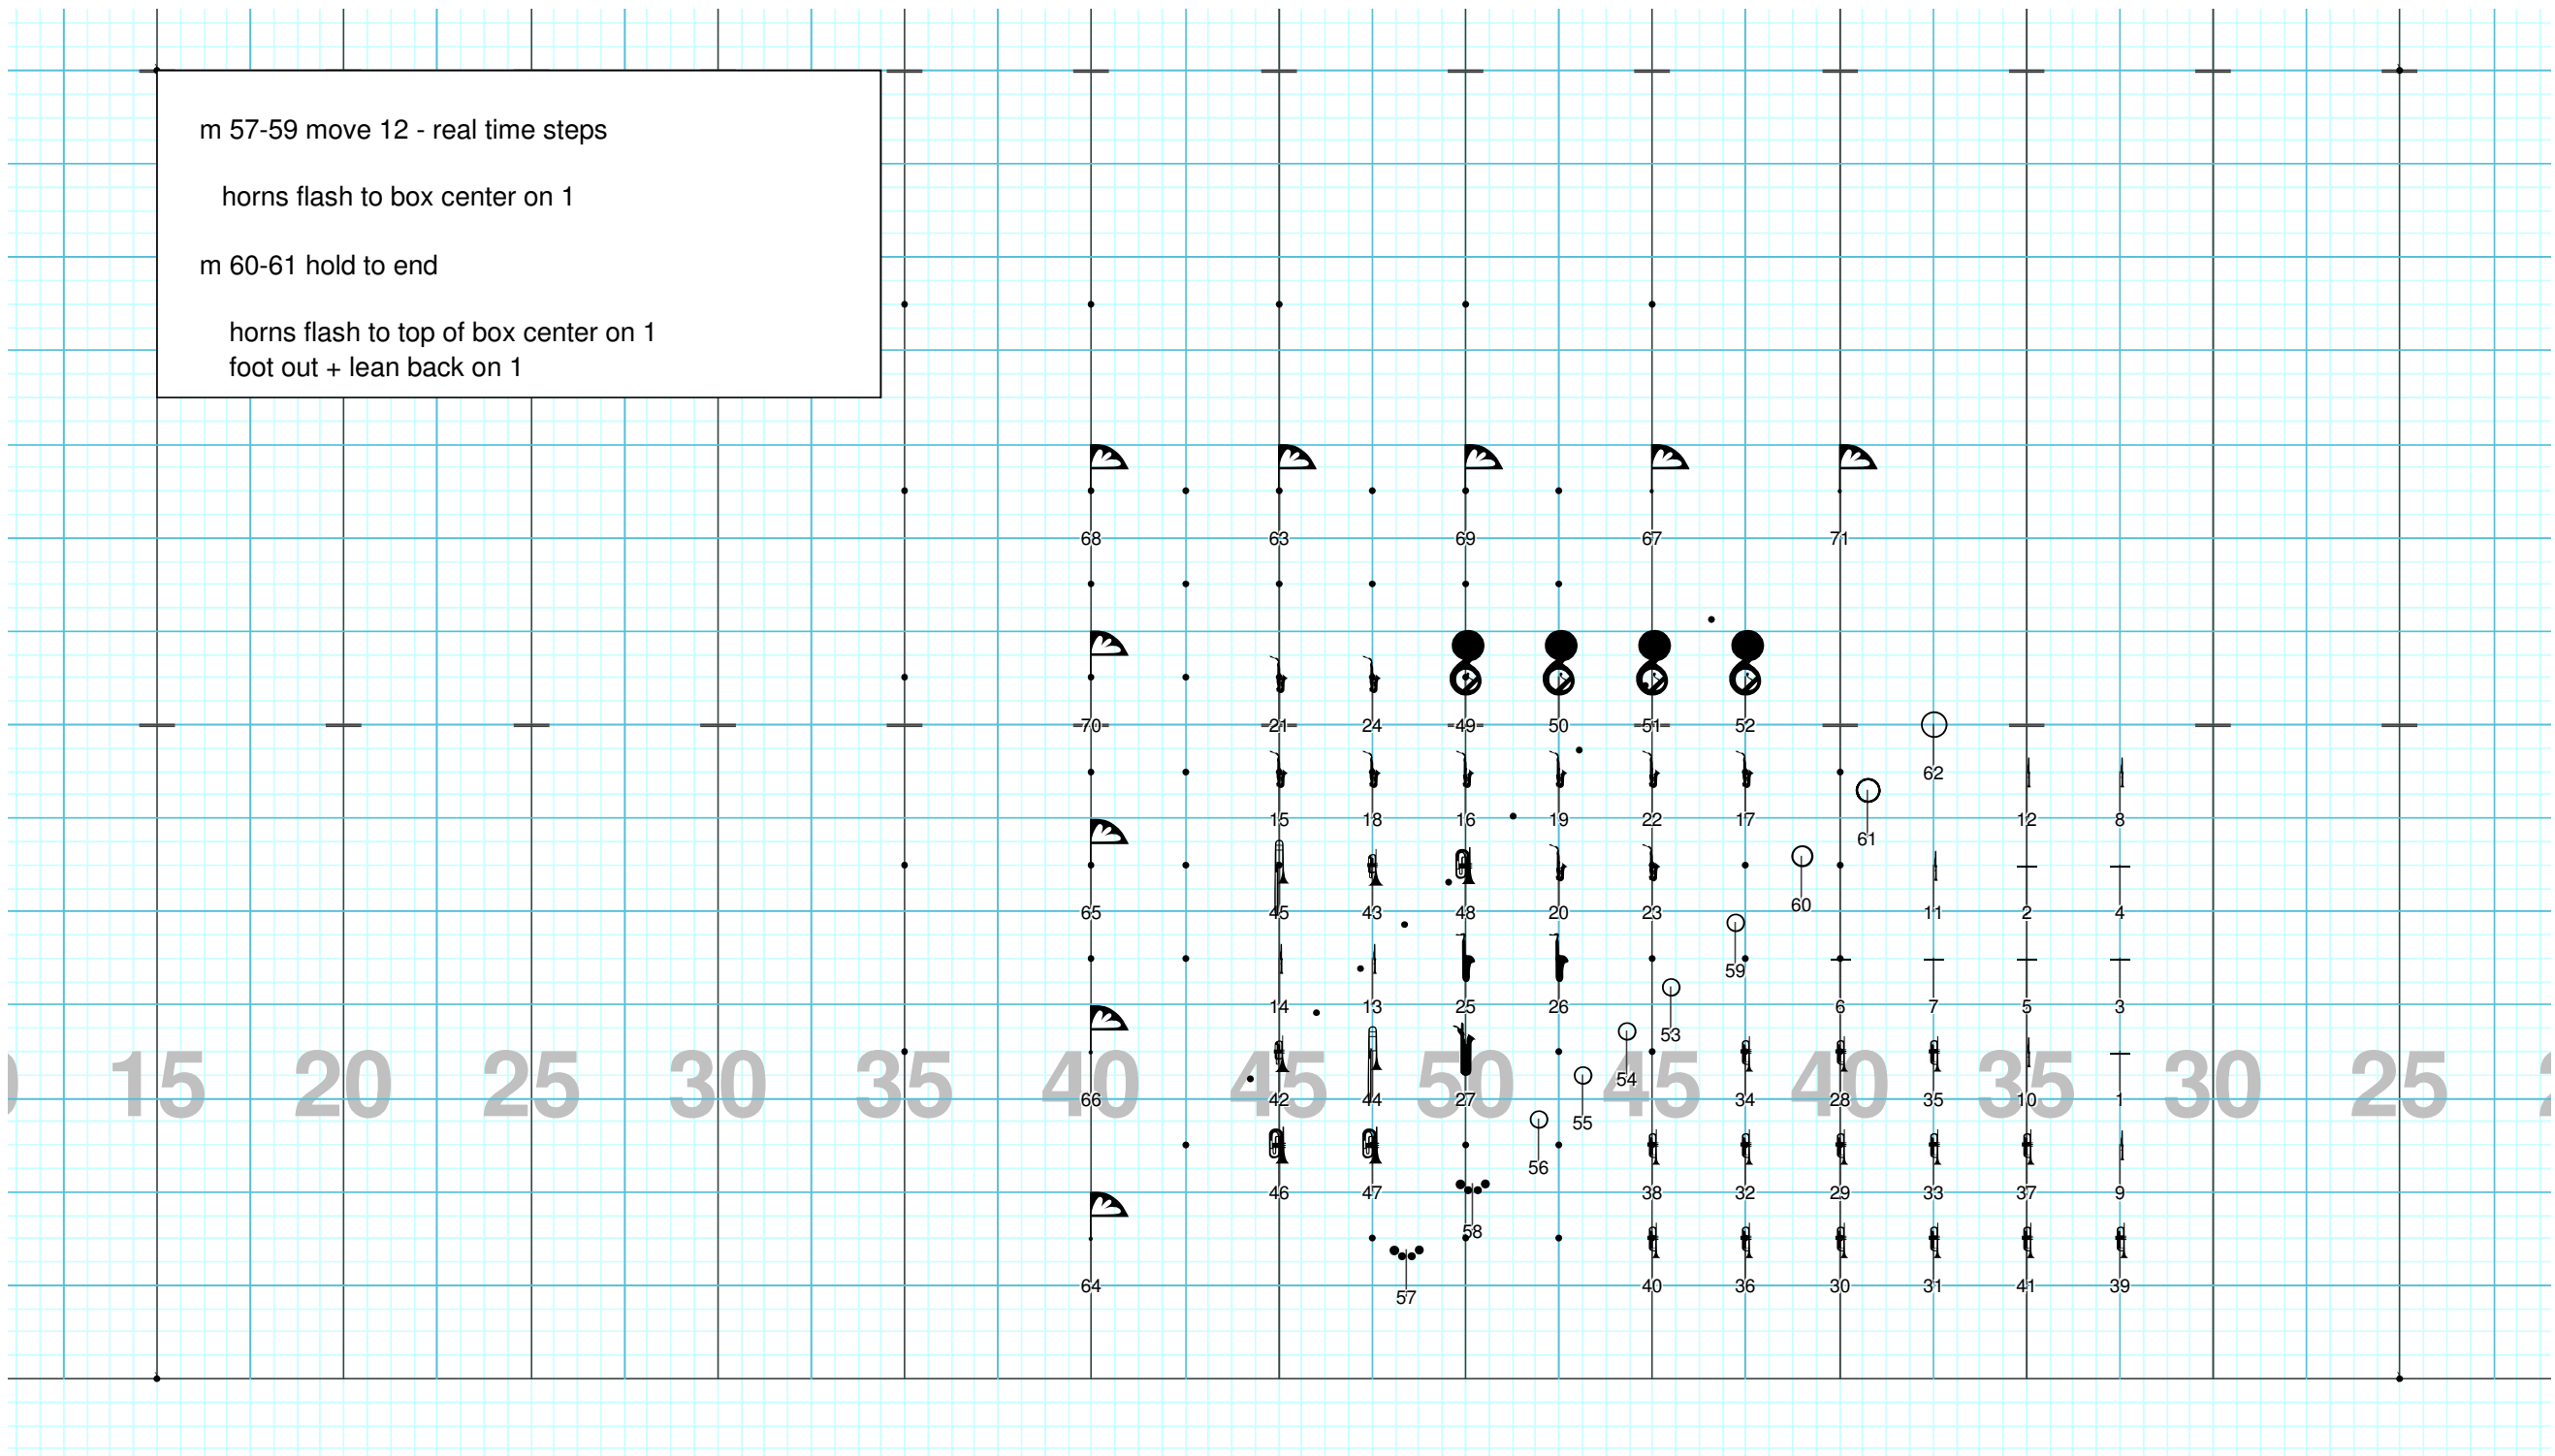 m 57-59 move 12 - real time steps
horns flash to box center on 1
m 60-61 hold to end
horns flash to top of box center on 1
foot out + lean back on 1
68 63 69 67 71
70 21 24 49 50 51 52
62
15 18 16 19 22 17 12 8
61
60
65 45 43 48 20 23 11 2 4
59
14 13 25 26 6 7 5 3
53
54
15 20 25 30 35 40 45 50 45 40 35 30 25
66 42 44 27 34 28 35 10 1
55
56
46 47 38 32 29 33 37 9
58
64 40 36 30 31 41 39
57